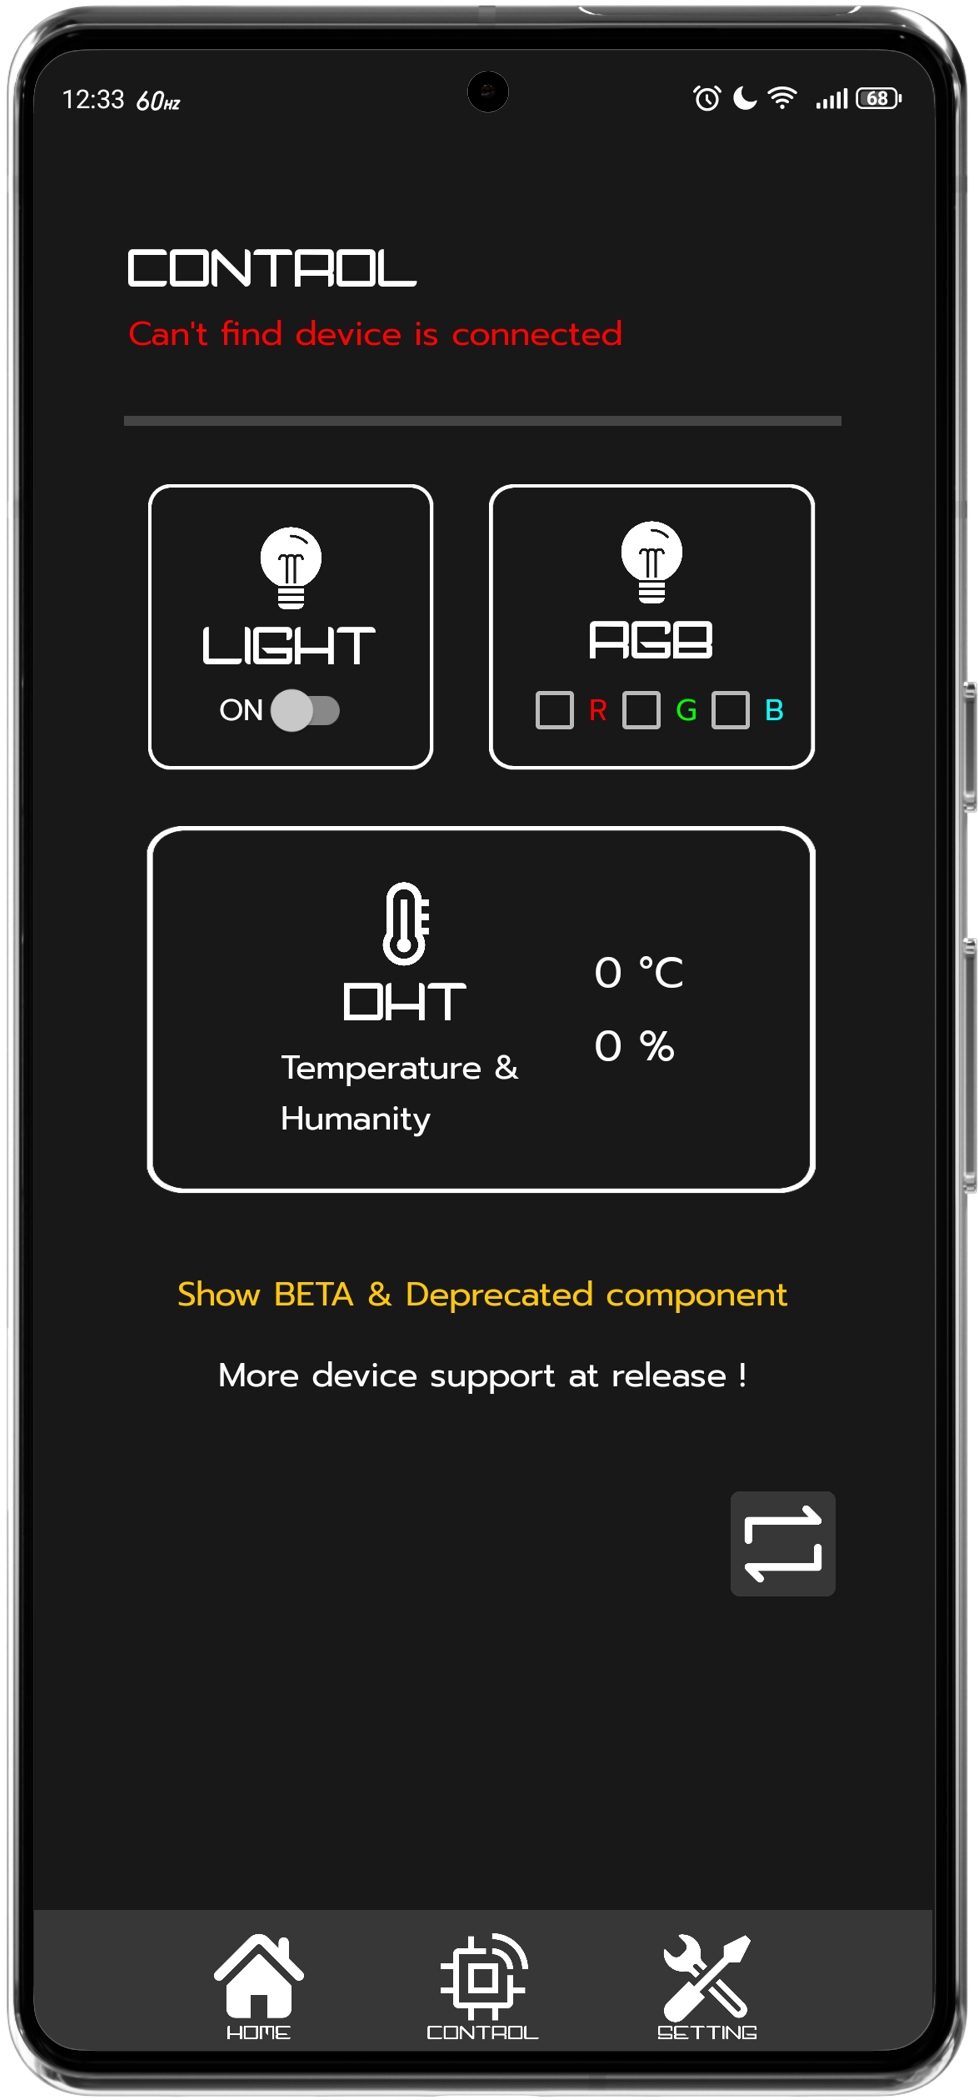 12:33 60HZ 68
CONTROL
Can't find device is connected
LIGHT
ON
RGB
R G B
DHT
Temperature &
Humanity
0 °C
0 %
Show BETA & Deprecated component
More device support at release !
HOME CONTROL SETTING